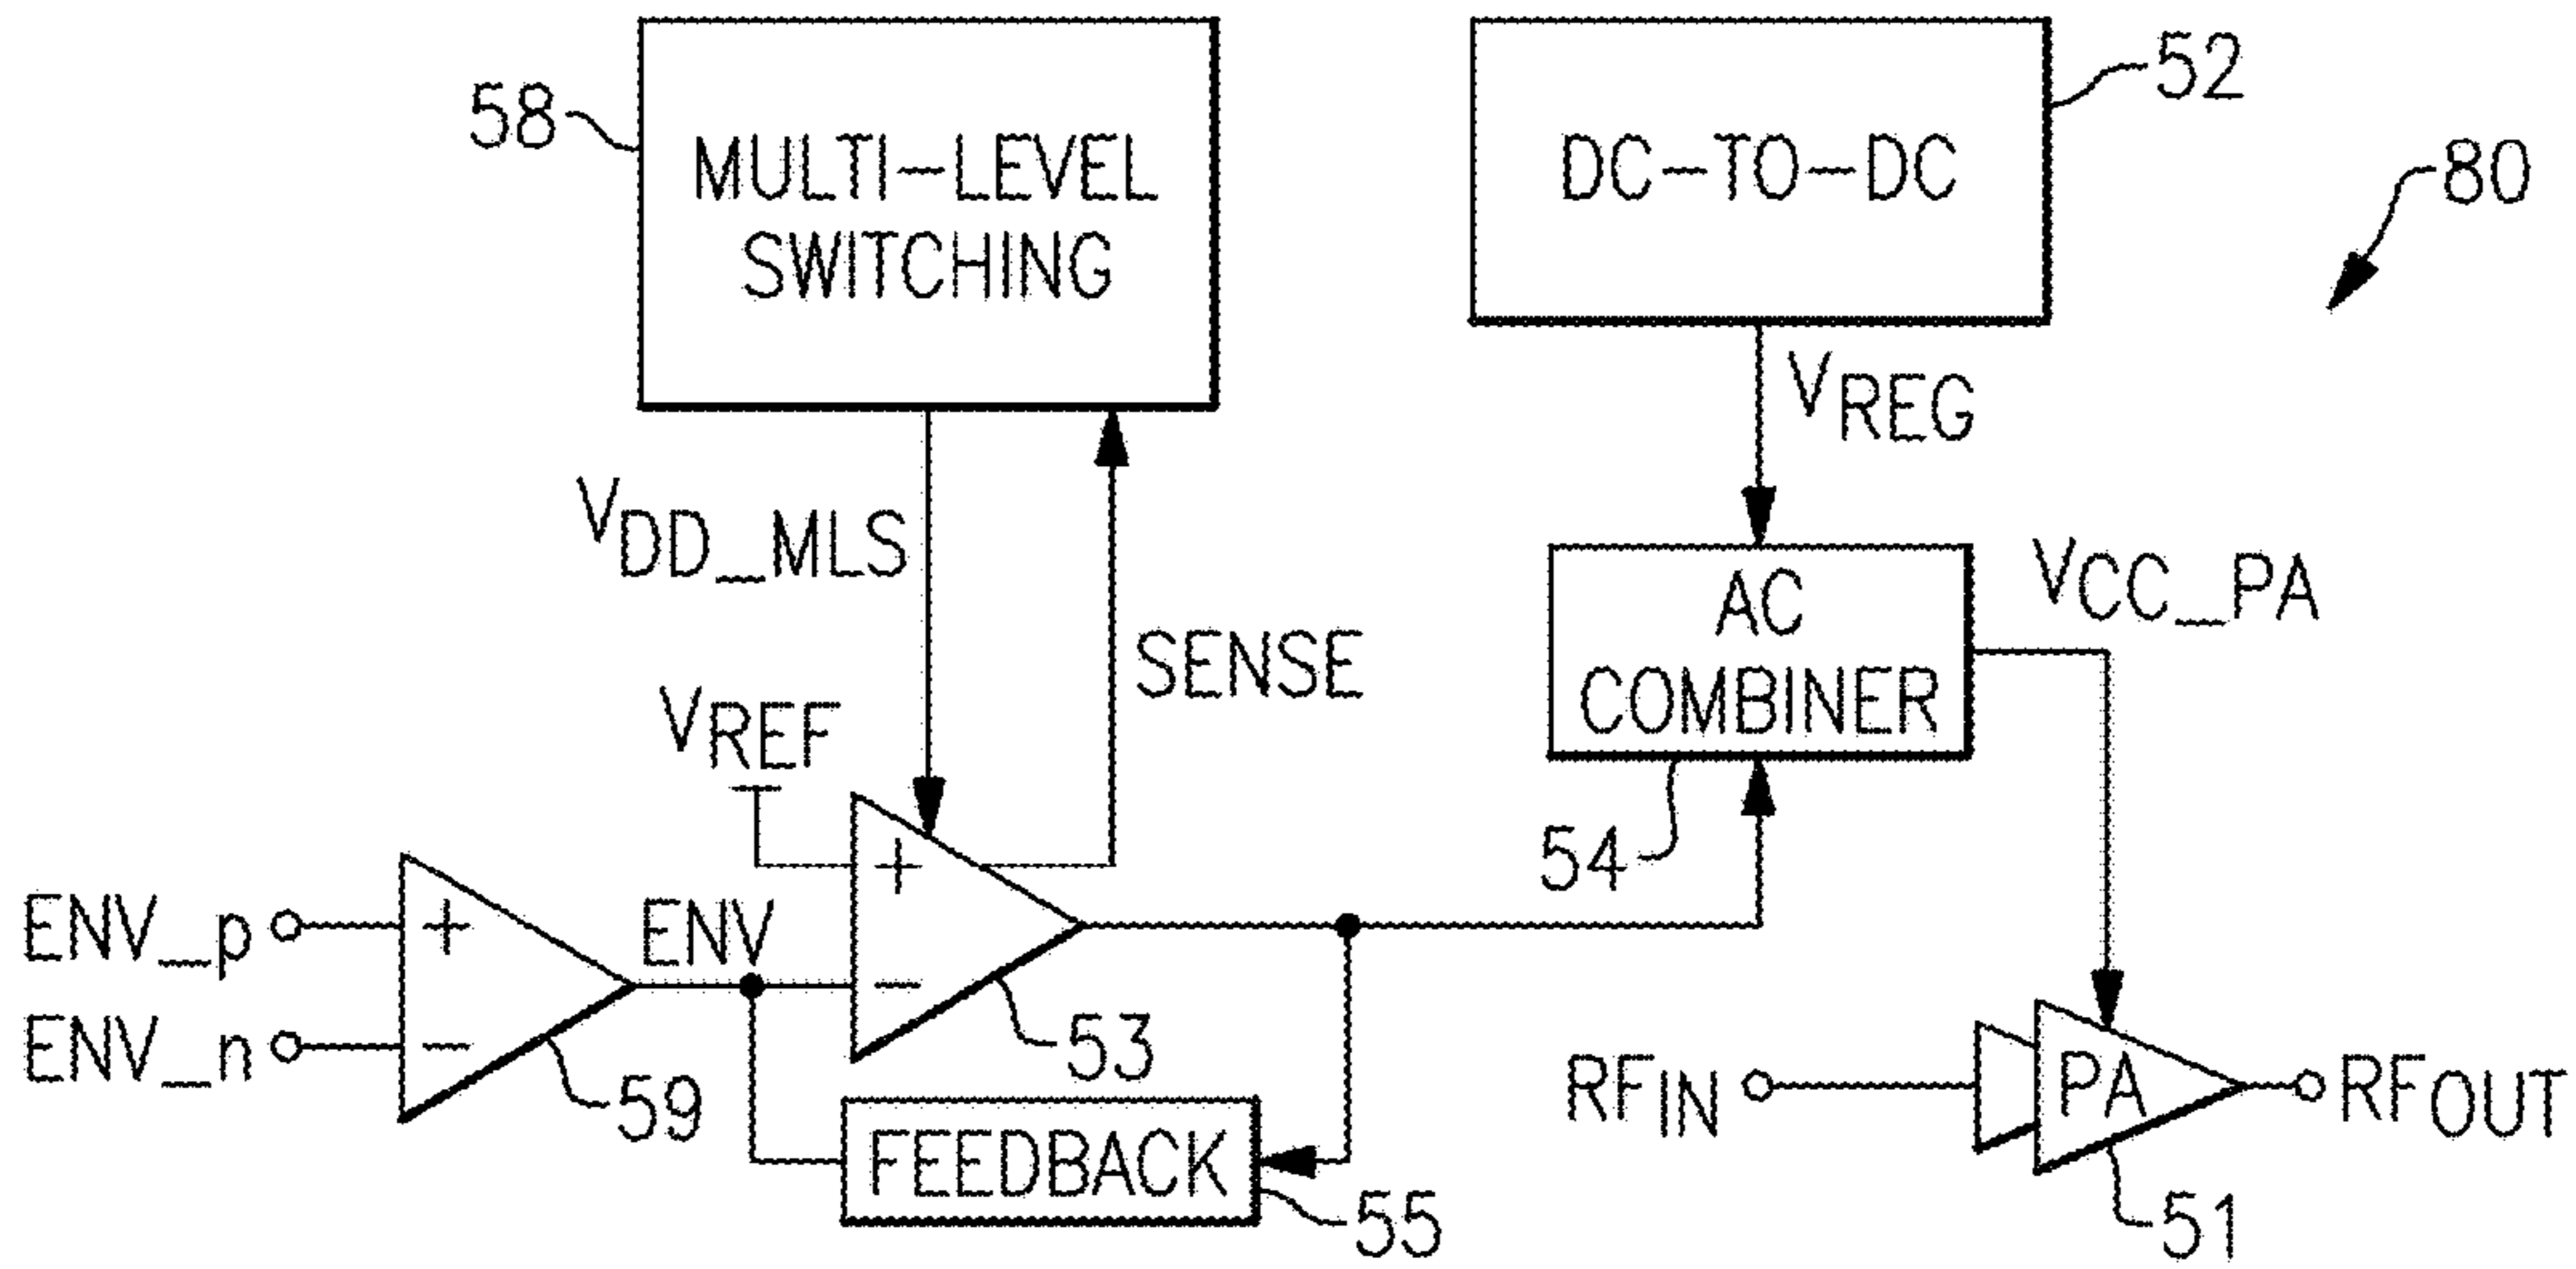 58
MULTI-LEVEL
SWITCHING
DC-TO-DC
52
80
VREG
VDD_MLS
SENSE
AC
COMBINER
VCC_PA
54
VREF
ENV_p
ENV_n
+
-
59
ENV
+
-
53
FEEDBACK
55
RFIN
PA
RFOUT
51